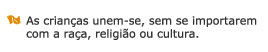 As crianças unem-se, sem se importarem
com a raça, religião ou cultura.